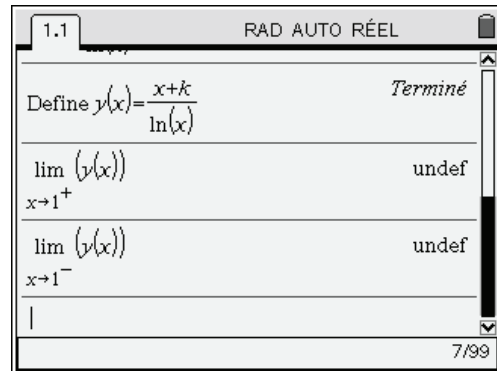 1.1 RAD AUTO RÉEL
Define y(x)=x+k/ln(x) Terminé
lim (y(x)) undef
x→1⁺
lim (y(x)) undef
x→1⁻
7/99